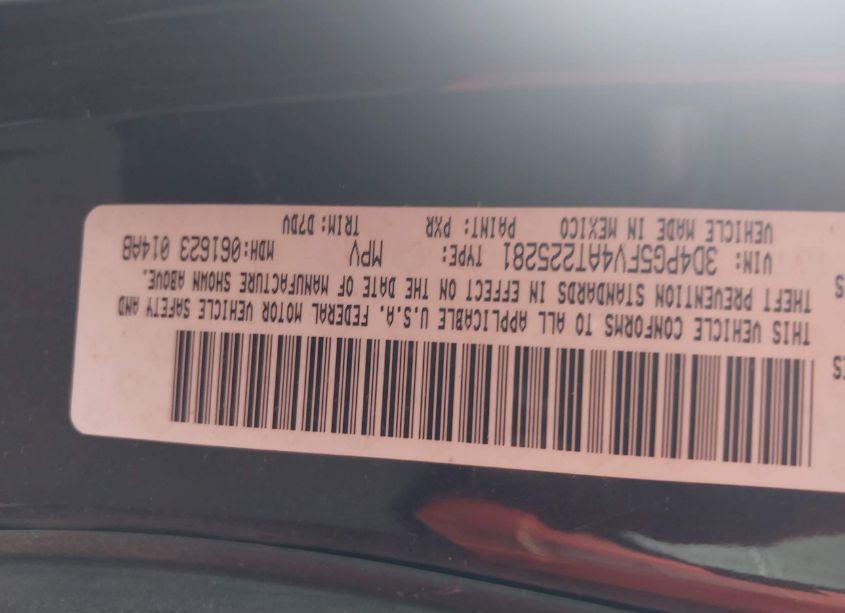 THIS VEHICLE CONFORMS TO ALL APPLICABLE U.S.A. FEDERAL MOTOR VEHICLE SAFETY AND
THEFT PREVENTION STANDARDS IN EFFECT ON THE DATE OF MANUFACTURE SHOWN ABOVE.
VIN: 3D4PG5FV4AT225281 TYPE: MPV MDH:061623 014AB
VEHICLE MADE IN MEXICO PAINT: PXR TRIM: D7DV